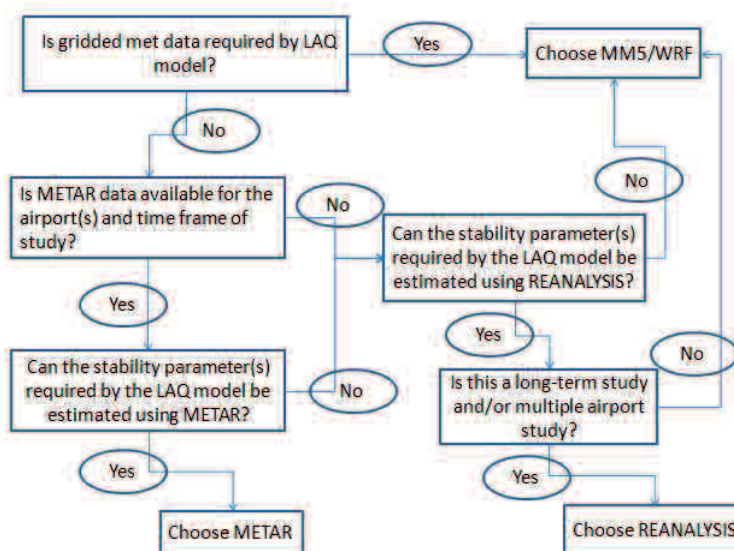 Is gridded met data required by LAQ
model?
Yes
Choose MM5/WRF
No
Is METAR data available for the
airport(s) and time frame of
study?
No
No
Can the stability parameter(s)
required by the LAQ model be
estimated using REANALYSIS?
Yes
Yes
No
Can the stability parameter(s)
required by the LAQ model be
estimated using METAR?
No
Is this a long-term study
and/or multiple airport
study?
Yes
Yes
Choose METAR
Choose REANALYSIS